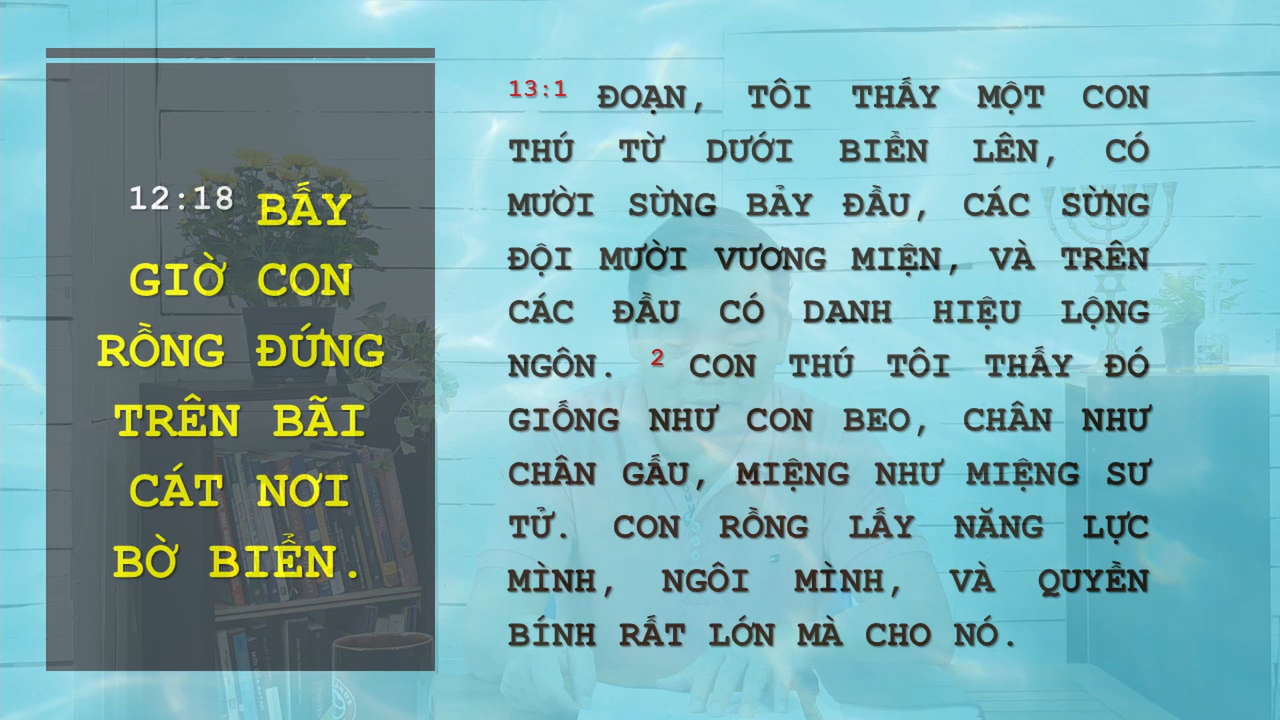 12:18 BẤY
GIỜ CON
RỒNG ĐỨNG
TRÊN BÃI
CÁT NƠI
BỜ BIỂN.
13:1 ĐOẠN, TÔI THẤY MỘT CON
THÚ TỪ DƯỚI BIỂN LÊN, CÓ
MƯỜI SỪNG BẢY ĐẦU, CÁC SỪNG
ĐỘI MƯỜI VƯƠNG MIỆN, VÀ TRÊN
CÁC ĐẦU CÓ DANH HIỆU LỘNG
NGÔN. 2 CON THÚ TÔI THẤY ĐÓ
GIỐNG NHƯ CON BEO, CHÂN NHƯ
CHÂN GẤU, MIỆNG NHƯ MIỆNG SƯ
TỬ. CON RỒNG LẤY NĂNG LỰC
MÌNH, NGÔI MÌNH, VÀ QUYỀN
BÍNH RẤT LỚN MÀ CHO NÓ.